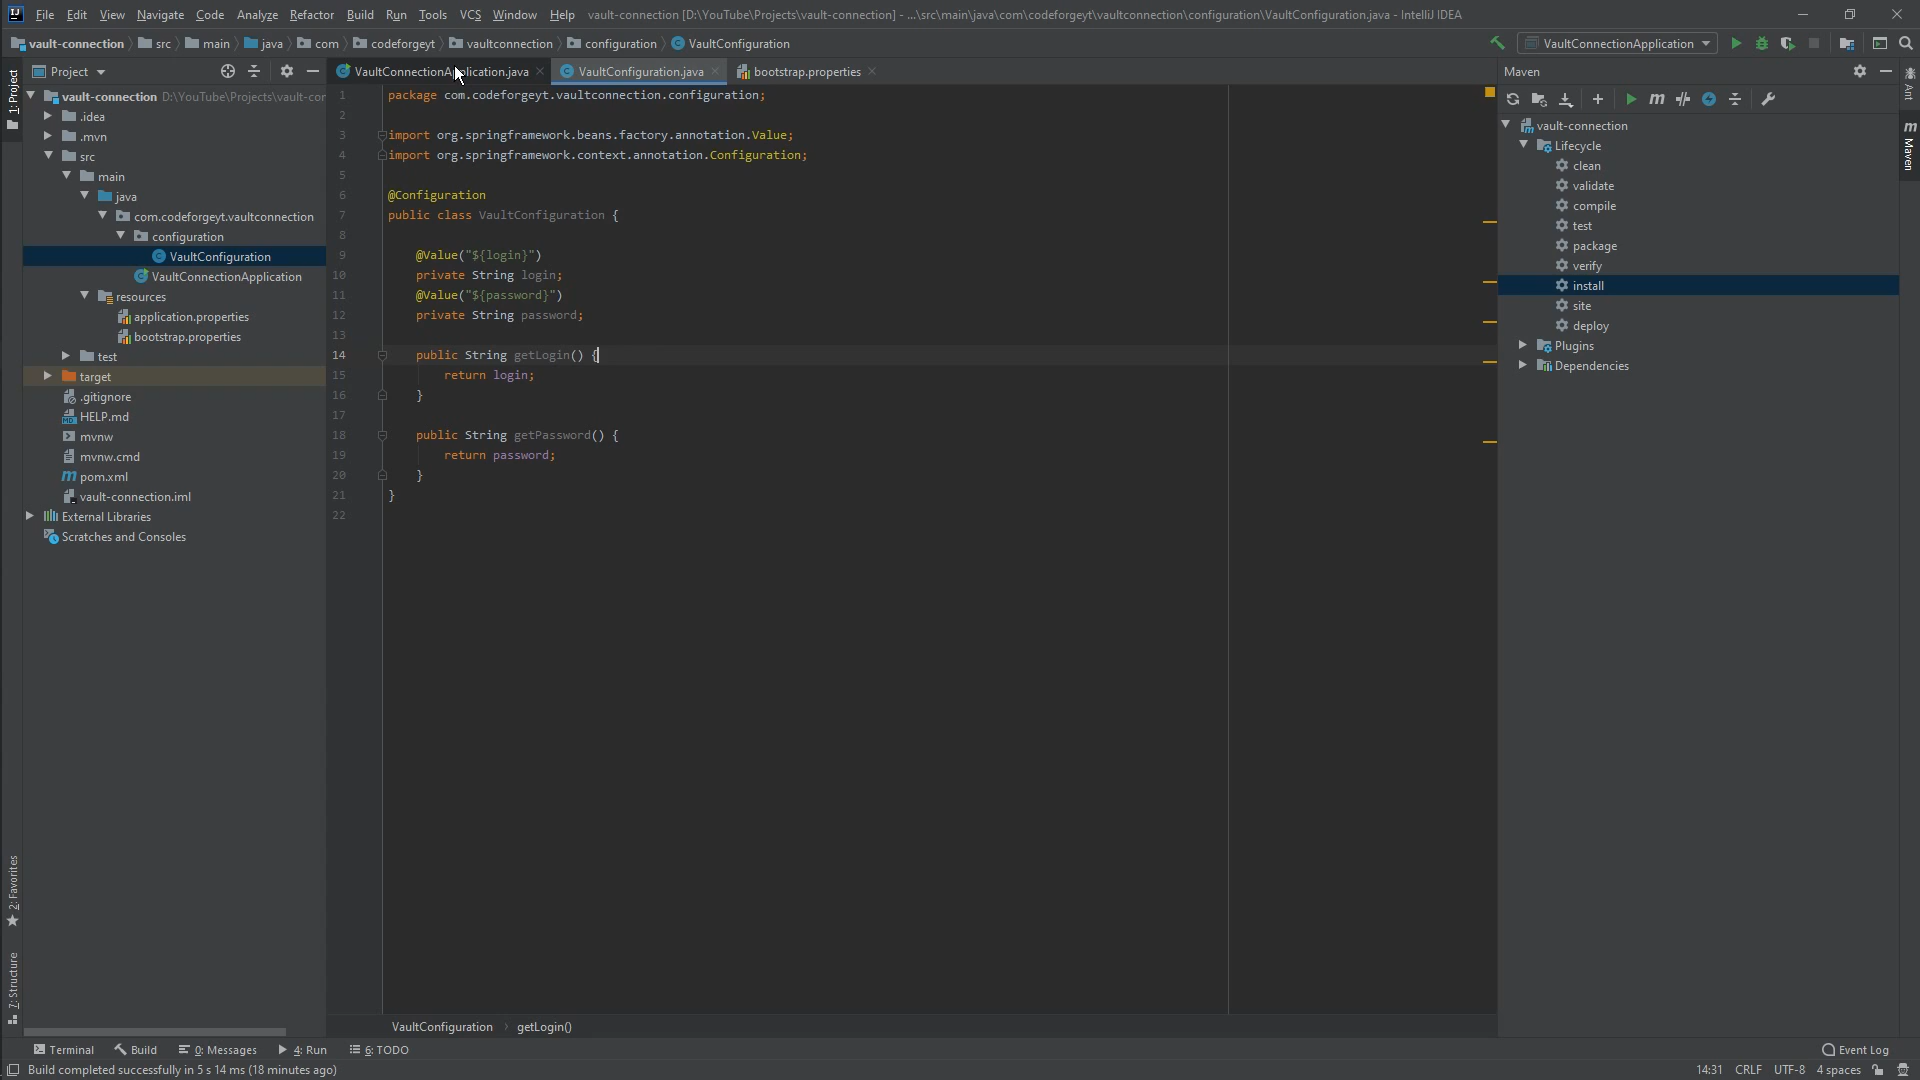 File Edit View Navigate Code Analyze Refactor Build Run Tools VCS Window Help vault-connection [D:\YouTube\Projects\vault-connection] - ...\src\main\java\com\codeforgeyt\vaultconnection\configuration\VaultConfiguration.java - IntelliJ IDEA
vault-connection src main java com codeforgeyt vaultconnection configuration VaultConfiguration
VaultConnectionApplication
Project
VaultConnectionApplication.java
VaultConfiguration.java
bootstrap.properties
Maven
1: Project
2: Favorites
7: Structure
vault-connection D:\YouTube\Projects\vault-con
.idea
.mvn
src
main
java
com.codeforgeyt.vaultconnection
configuration
VaultConfiguration
VaultConnectionApplication
resources
application.properties
bootstrap.properties
test
target
.gitignore
HELP.md
mvnw
mvnw.cmd
pom.xml
vault-connection.iml
External Libraries
Scratches and Consoles
1 package com.codeforgeyt.vaultconnection.configuration;
2
3 import org.springframework.beans.factory.annotation.Value;
4 import org.springframework.context.annotation.Configuration;
5
6 @Configuration
7 public class VaultConfiguration {
8
9 @Value("${login}")
10 private String login;
11 @Value("${password}")
12 private String password;
13
14 public String getLogin() {
15 return login;
16 }
17
18 public String getPassword() {
19 return password;
20 }
21 }
22
vault-connection
Lifecycle
clean
validate
compile
test
package
verify
install
site
deploy
Plugins
Dependencies
Ant
Maven
VaultConfiguration › getLogin()
Terminal Build 0: Messages 4: Run 6: TODO
Event Log
Build completed successfully in 5 s 14 ms (18 minutes ago)
14:31 CRLF UTF-8 4 spaces